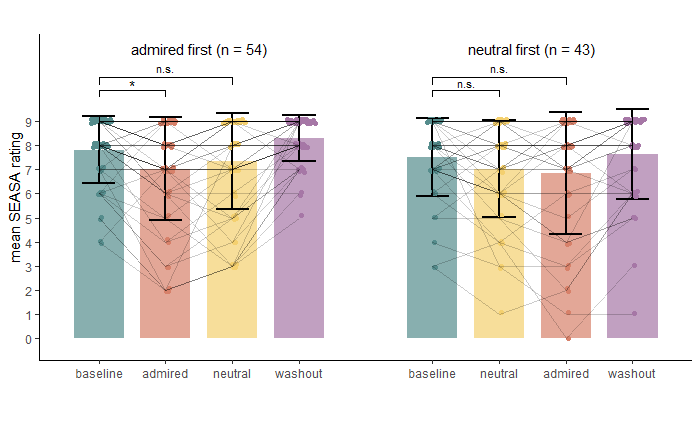 admired first (n = 54)
neutral first (n = 43)
n.s.
*
n.s.
n.s.
mean SEASA rating
9
8
7
6
5
4
3
2
1
0
baseline admired neutral washout
baseline neutral admired washout